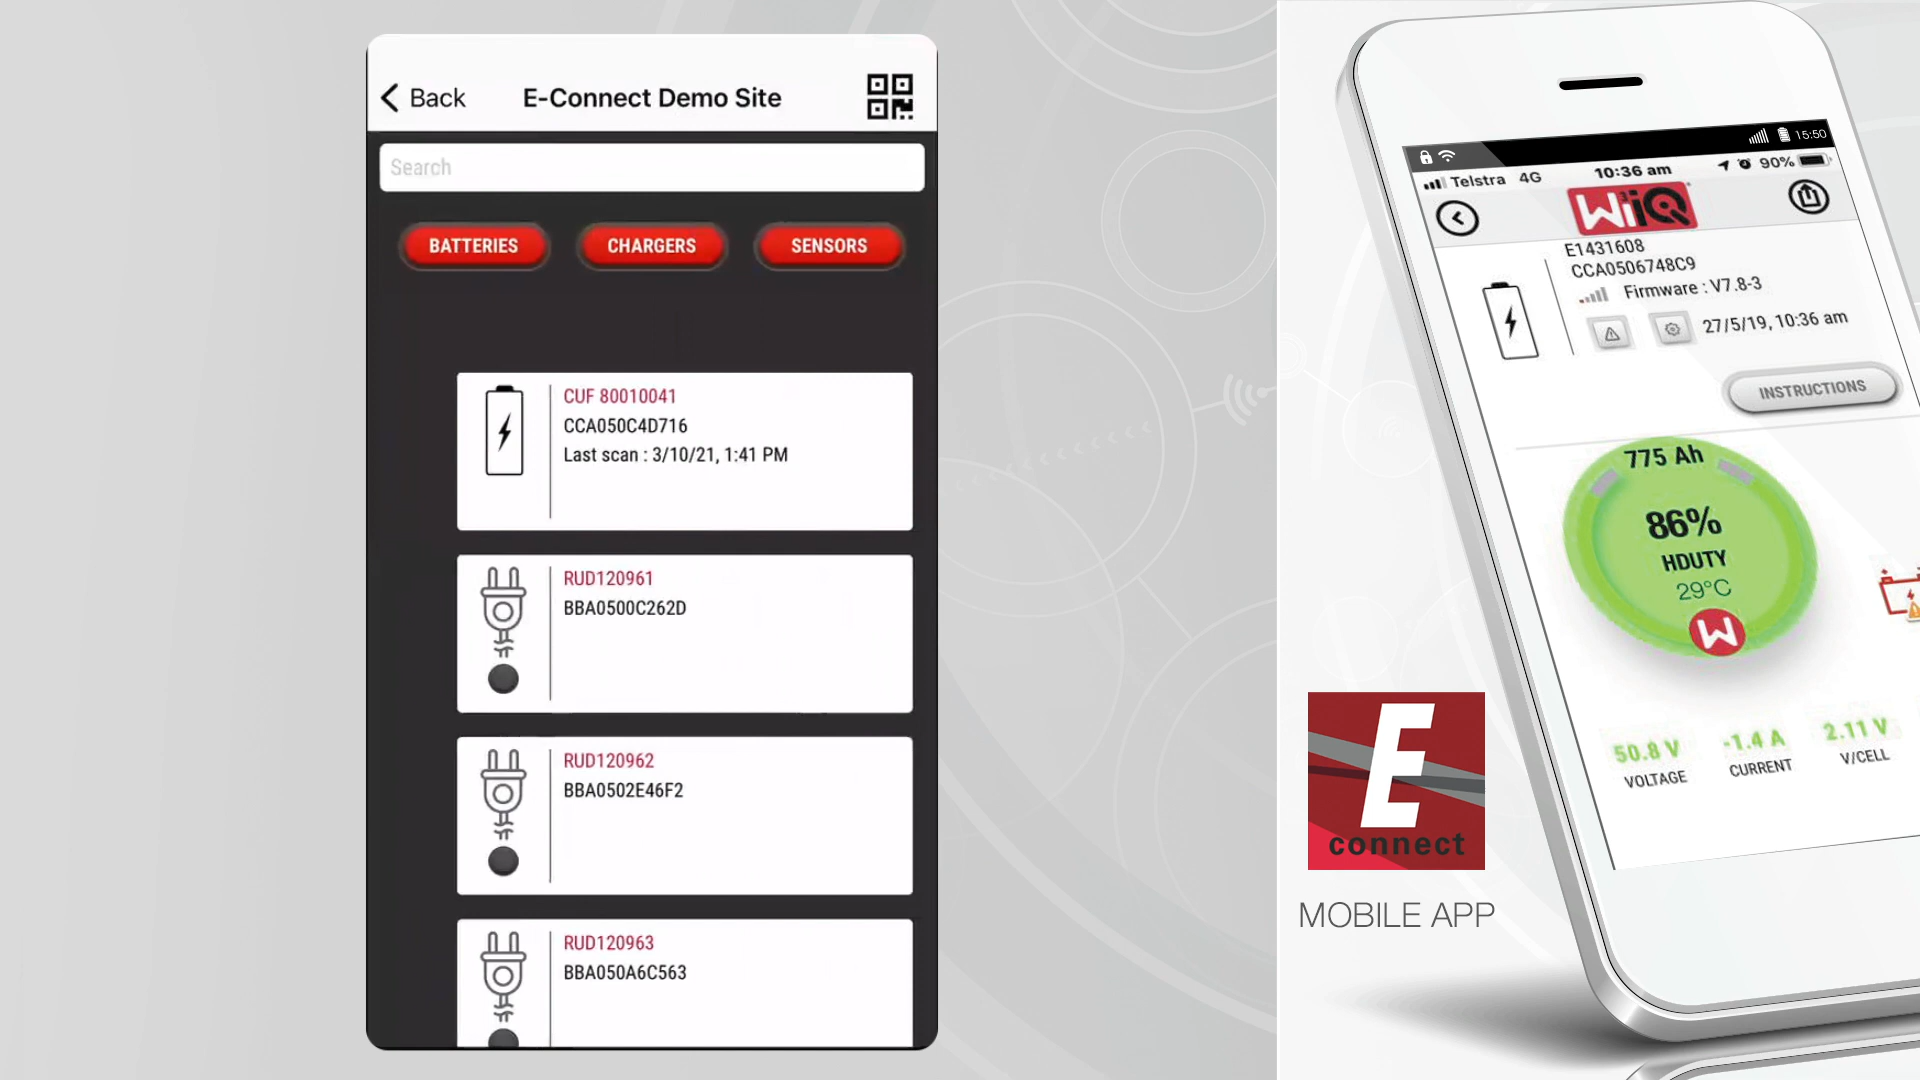 Back
E-Connect Demo Site
Search
BATTERIES
CHARGERS
SENSORS
CUF 80010041
CCA050C4D716
Last scan : 3/10/21, 1:41 PM
RUD120961
BBA0500C262D
RUD120962
BBA0502E46F2
RUD120963
BBA050A6C563
15:50
Telstra 4G
10:36 am
90%
WiiQ
E1431608
CCA0506748C9
Firmware : V7.8-3
27/5/19, 10:36 am
INSTRUCTIONS
775 Ah
86%
HDUTY
29°C
W
50.8 V
-1.4 A
2.11 V
VOLTAGE
CURRENT
V/CELL
E
connect
MOBILE APP